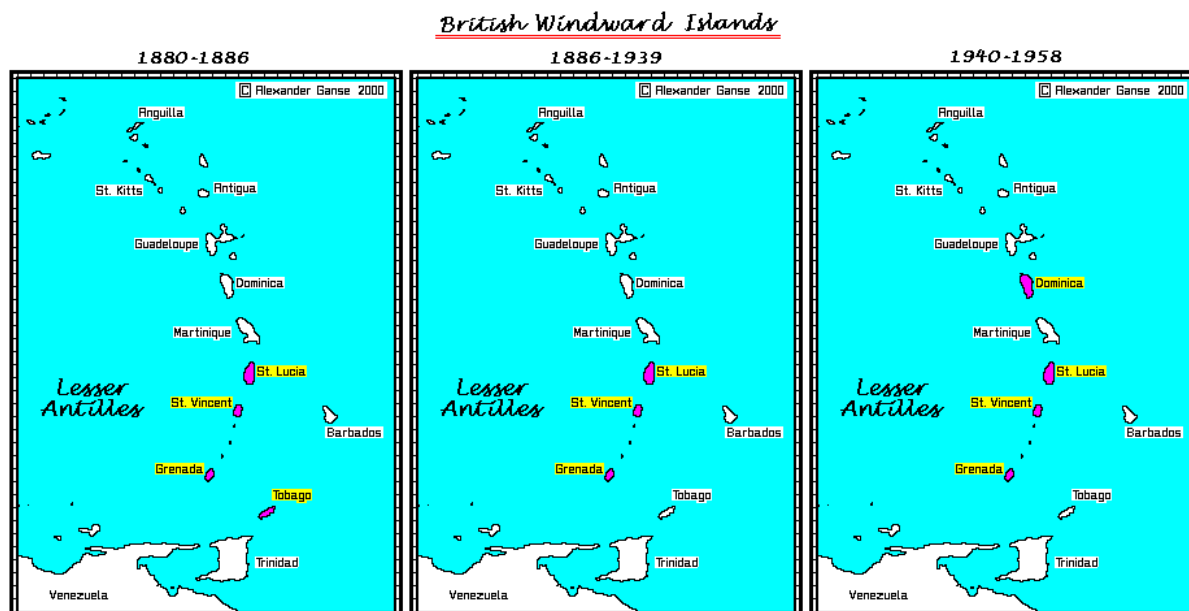 British Windward Islands
1880-1886
C Alexander Ganse 2000
Anguilla
St. Kitts
Antigua
Guadeloupe
Dominica
Martinique
St. Lucia
Lesser
Antilles
St. Vincent
Barbados
Grenada
Tobago
Trinidad
Venezuela
1886-1939
C Alexander Ganse 2000
Anguilla
St. Kitts
Antigua
Guadeloupe
Dominica
Martinique
St. Lucia
Lesser
Antilles
St. Vincent
Barbados
Grenada
Tobago
Trinidad
Venezuela
1940-1958
C Alexander Ganse 2000
Anguilla
St. Kitts
Antigua
Guadeloupe
Dominica
Martinique
St. Lucia
Lesser
Antilles
St. Vincent
Barbados
Grenada
Tobago
Trinidad
Venezuela